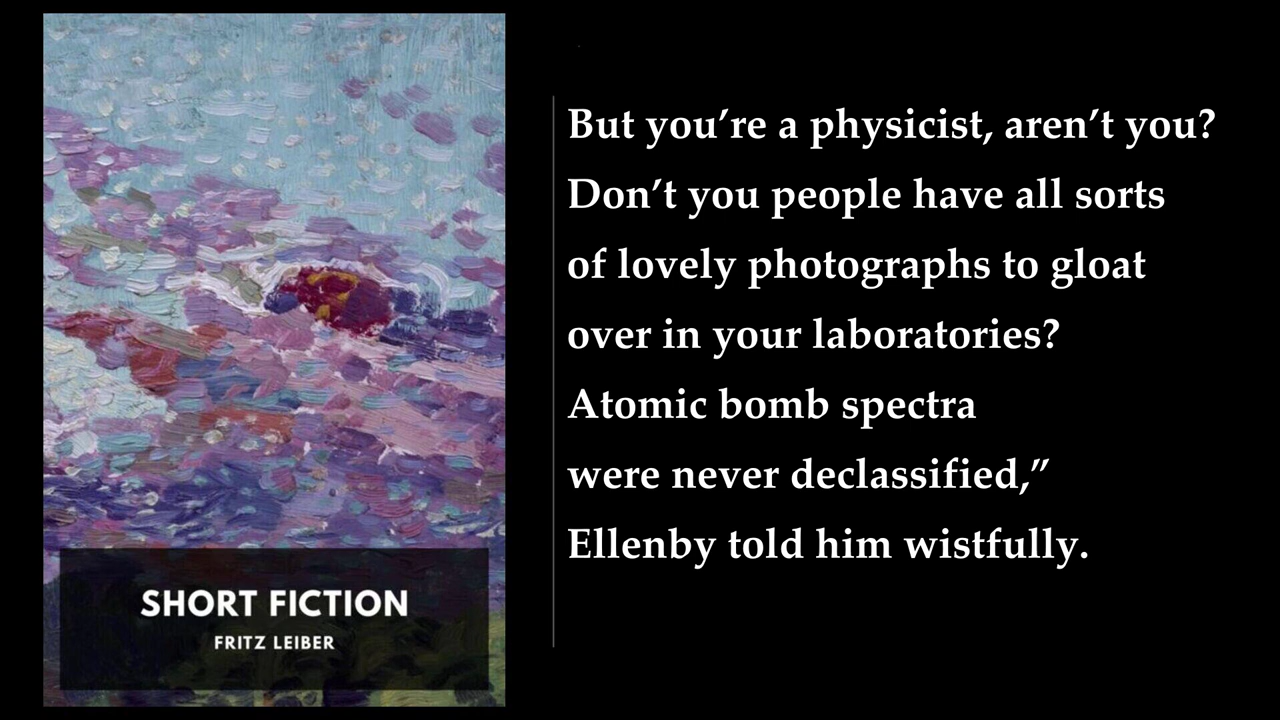 SHORT FICTION
FRITZ LEIBER
But you’re a physicist, aren’t you?
Don’t you people have all sorts
of lovely photographs to gloat
over in your laboratories?
Atomic bomb spectra
were never declassified,”
Ellenby told him wistfully.